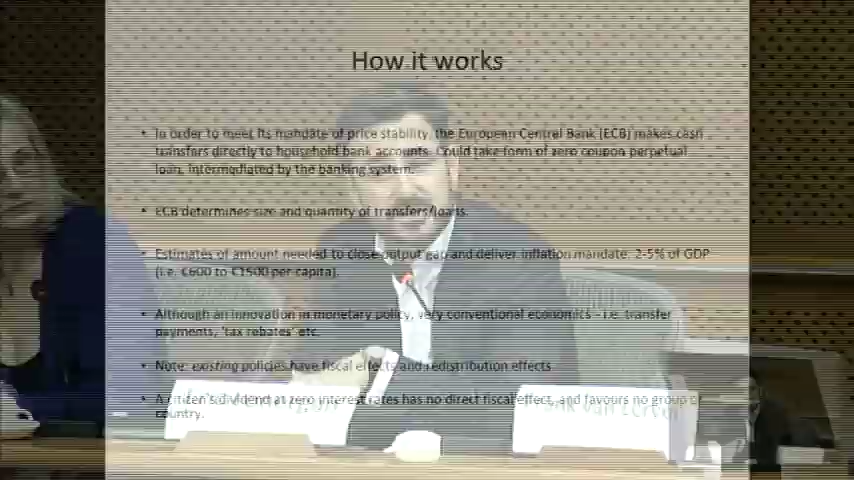 How it works
• In order to meet its mandate of price stability, the European Central Bank (ECB) makes cash
transfers directly to household bank accounts. Could take form of zero coupon perpetual
loan, intermediated by the banking system.
• ECB determines size and quantity of transfers/loans.
• Estimates of amount needed to close output gap and deliver inflation mandate: 2-5% of GDP
(i.e. €600 to €1500 per capita).
• Although an innovation in monetary policy, very conventional economics - i.e. transfer
payments, 'tax rebates' etc.
• Note: existing policies have fiscal effects and redistribution effects
• A citizen's dividend at zero interest rates has no direct fiscal effect, and favours no group or
country.